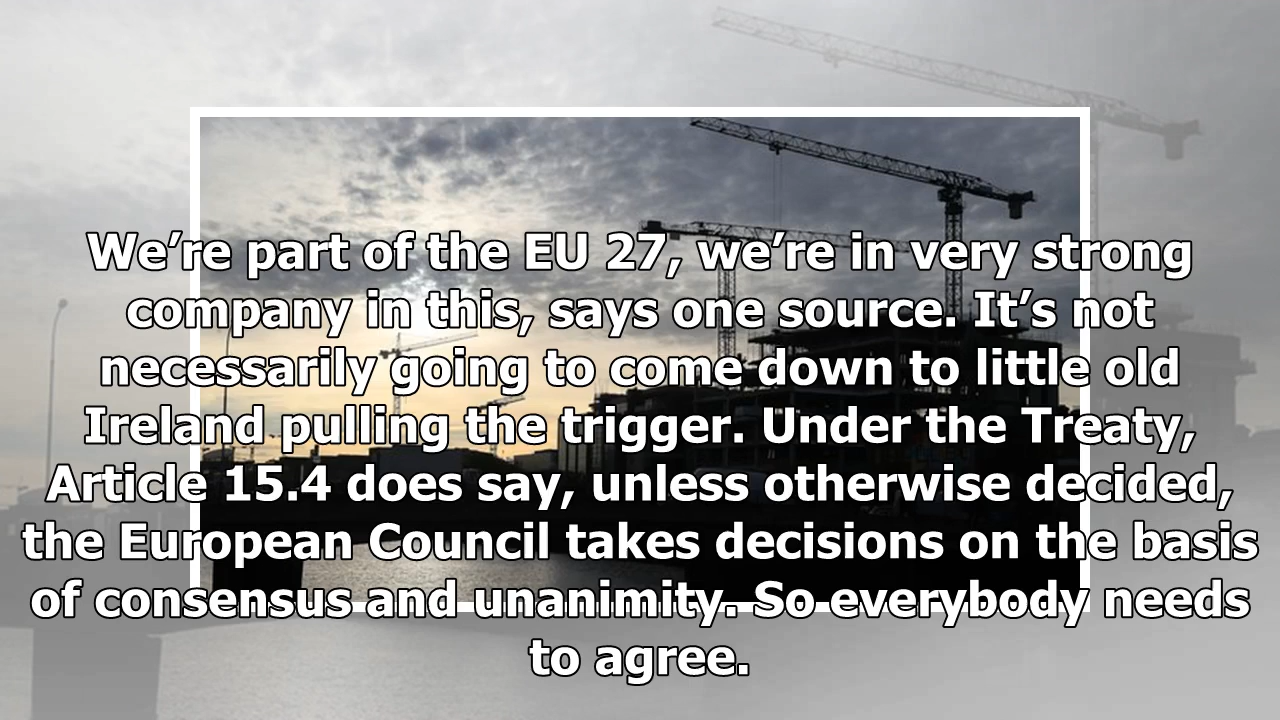 We’re part of the EU 27, we’re in very strong
company in this, says one source. It’s not
necessarily going to come down to little old
Ireland pulling the trigger. Under the Treaty,
Article 15.4 does say, unless otherwise decided,
the European Council takes decisions on the basis
of consensus and unanimity. So everybody needs
to agree.